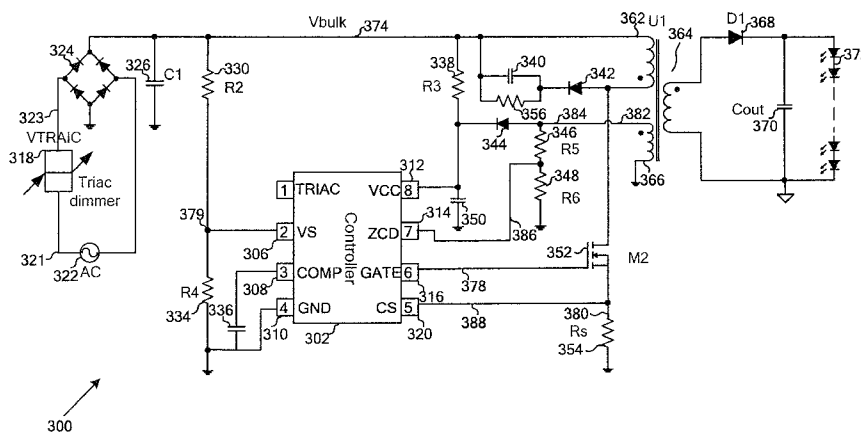 Vbulk
374
362
U1
364
D1
368
324
326
C1
330
R2
338
R3
340
342
356
384
382
372
Cout
370
323
VTRAiC
318
Triac
dimmer
344
346
R5
348
R6
366
312
1
TRIAC
VCC
8
350
314
379
2
VS
ZCD
7
386
306
Controller
352
M2
321
322
AC
3
COMP
GATE
6
308
316
378
R4
334
336
4
GND
CS
5
310
302
320
388
380
Rs
354
300